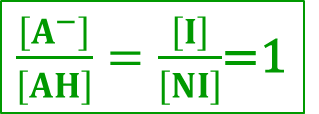 [A⁻]/[AH] = [I]/[NI] =1